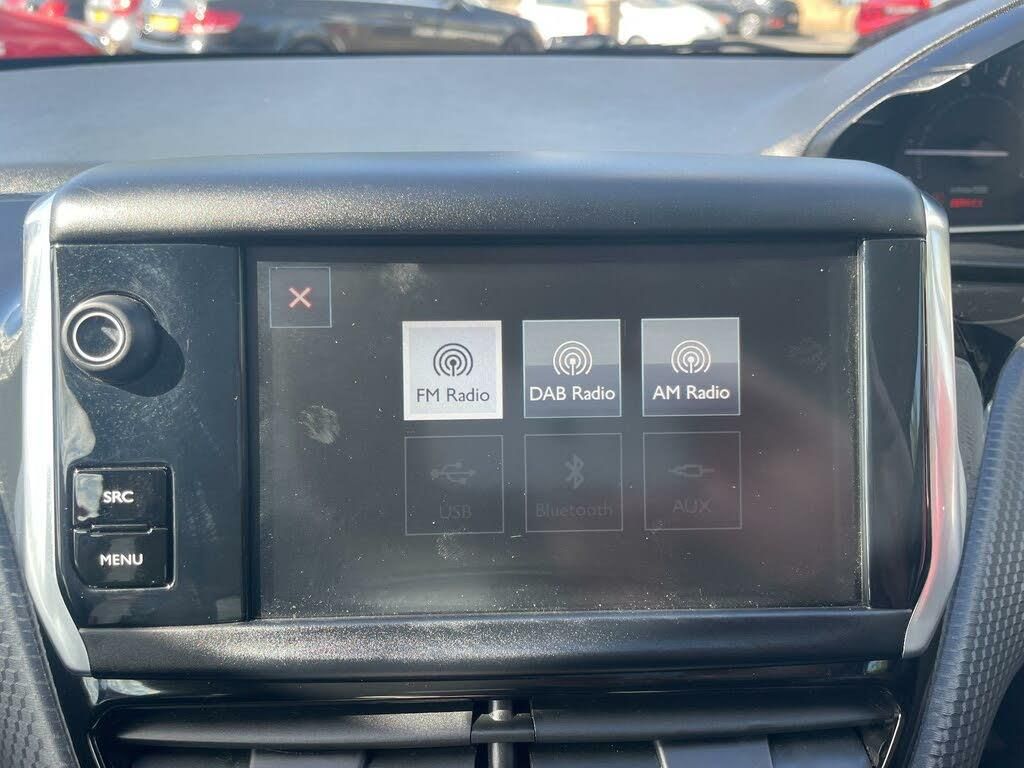 FM Radio
DAB Radio
AM Radio
USB
Bluetooth
AUX
SRC
MENU